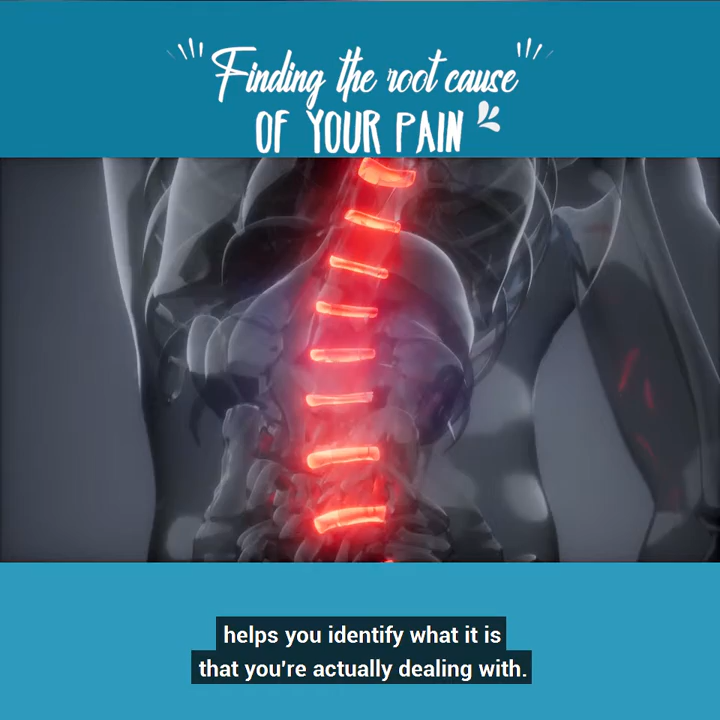 Finding the root cause
OF YOUR PAIN
helps you identify what it is
that you're actually dealing with.